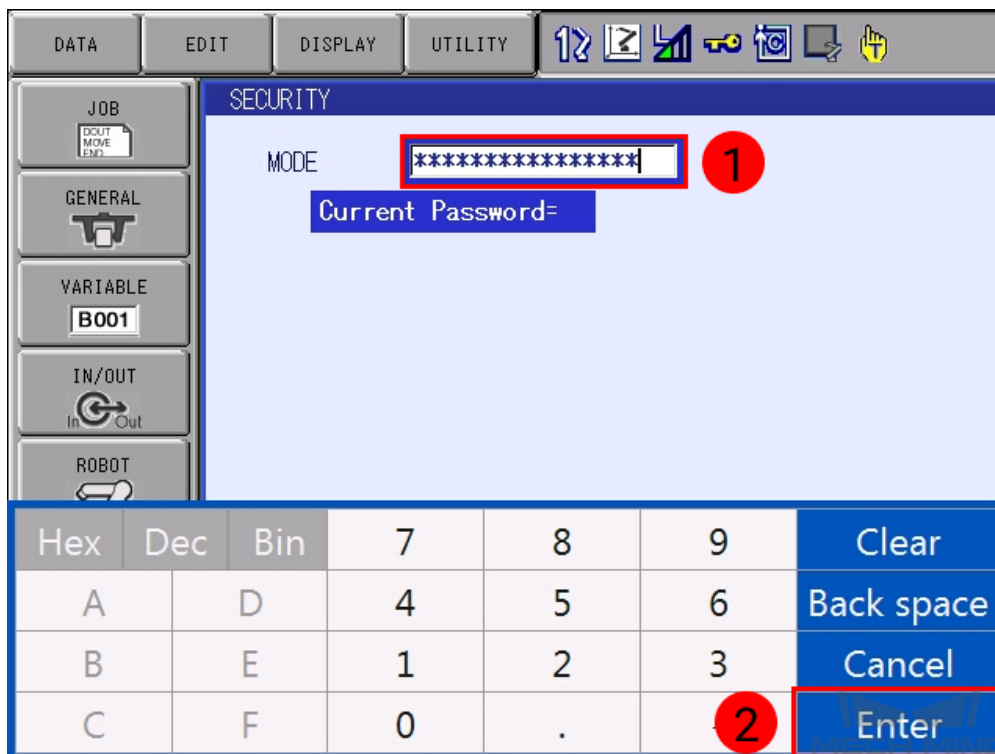 DATA EDIT DISPLAY UTILITY
JOB
DOUT
MOVE
END
GENERAL
VARIABLE
B001
IN/OUT
In Out
ROBOT
SECURITY
MODE ****************
1
Current Password=
Hex Dec Bin 7 8 9 Clear
A D 4 5 6 Back space
B E 1 2 3 Cancel
C F 0 . 2 Enter